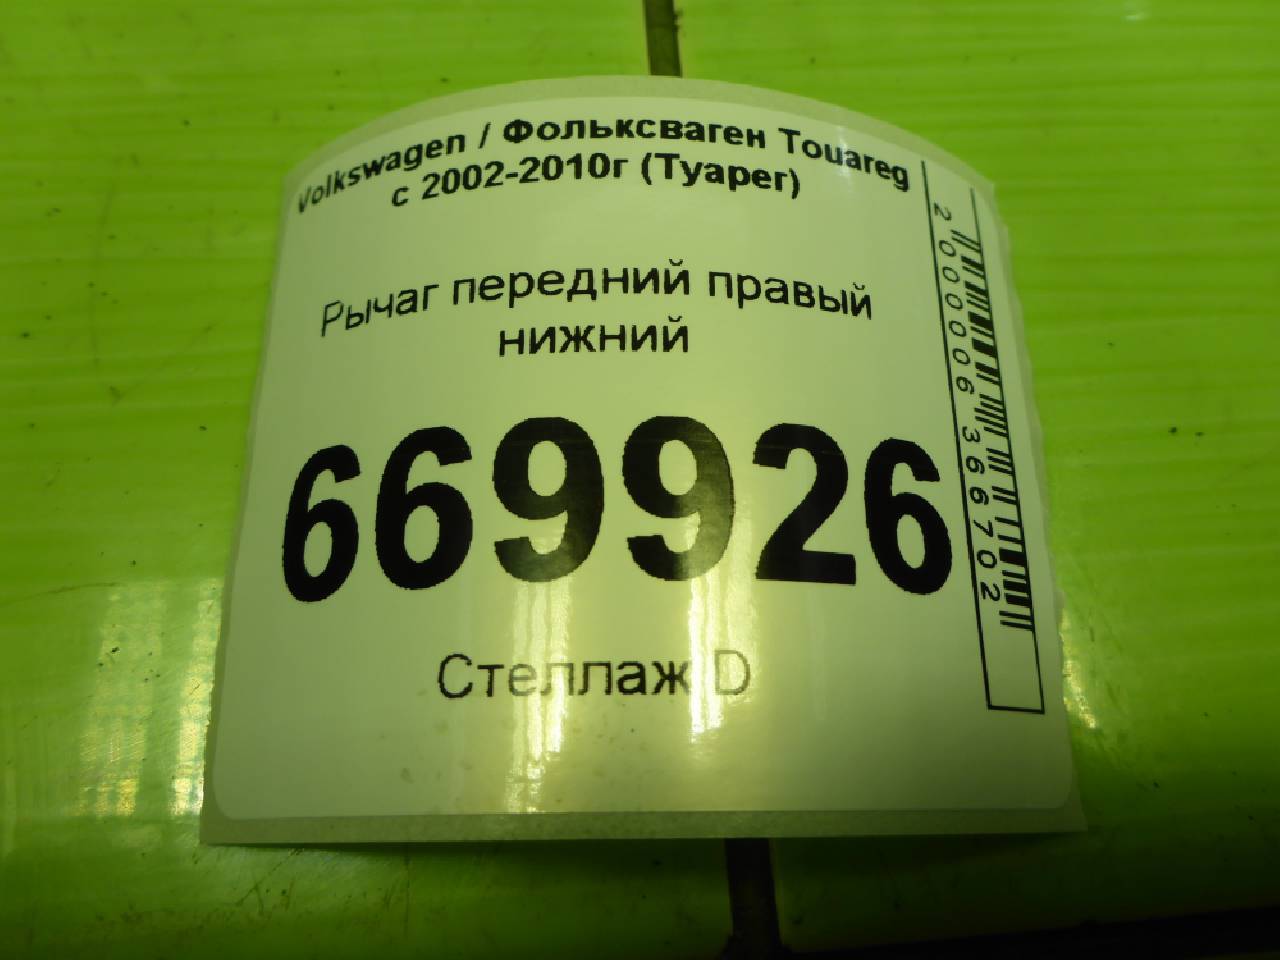 Volkswagen / Фольксваген Touareg
с 2002-2010г (Туарег)
Рычаг передний правый
нижний
669926
Стеллаж D
2000006366702